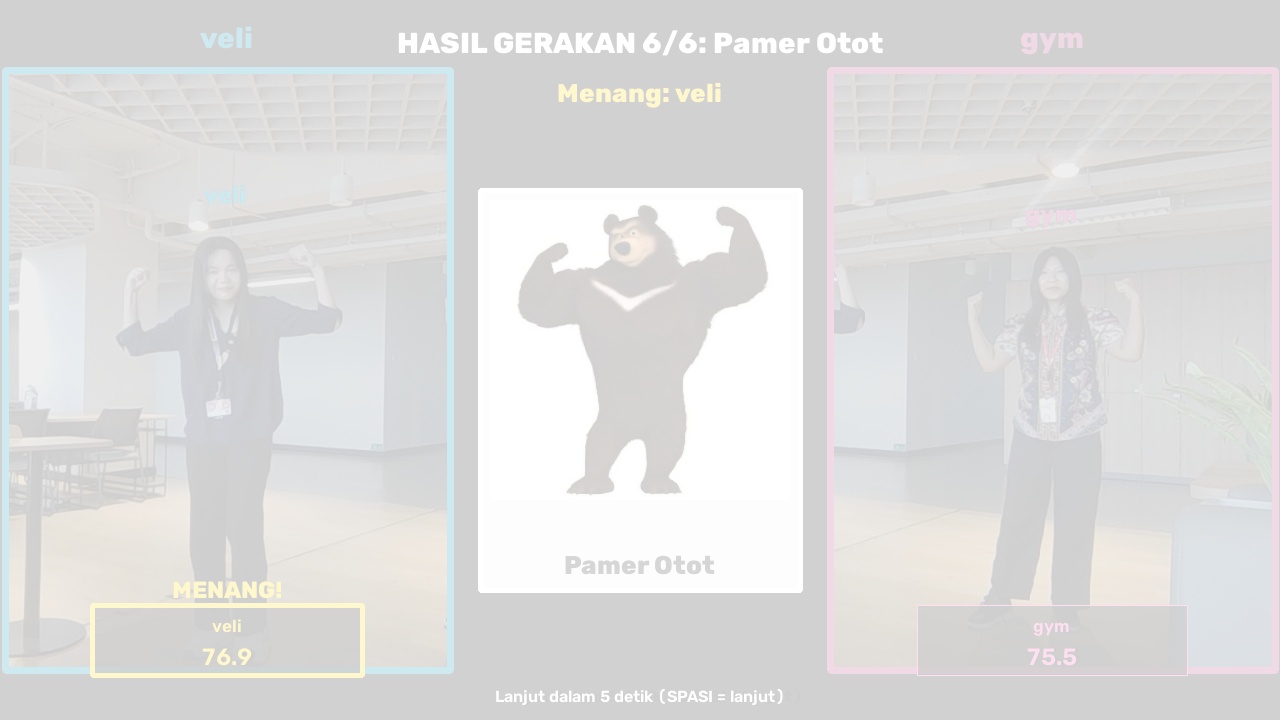 veli
HASIL GERAKAN 6/6: Pamer Otot
gym
Menang: veli
veli
gym
Pamer Otot
MENANG!
veli
76.9
gym
75.5
Lanjut dalam 5 detik (SPASI = lanjut)